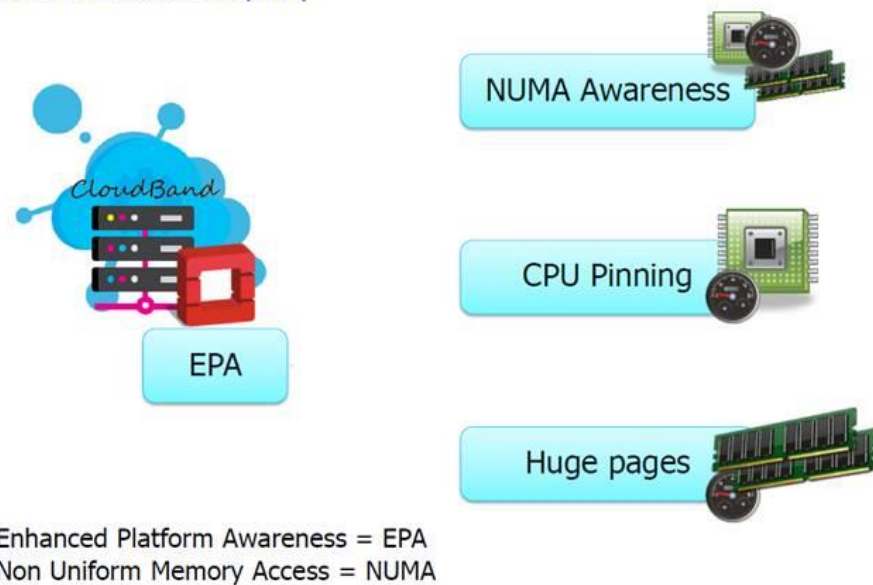 CloudBand
EPA
NUMA Awareness
CPU Pinning
Huge pages
Enhanced Platform Awareness = EPA
Non Uniform Memory Access = NUMA